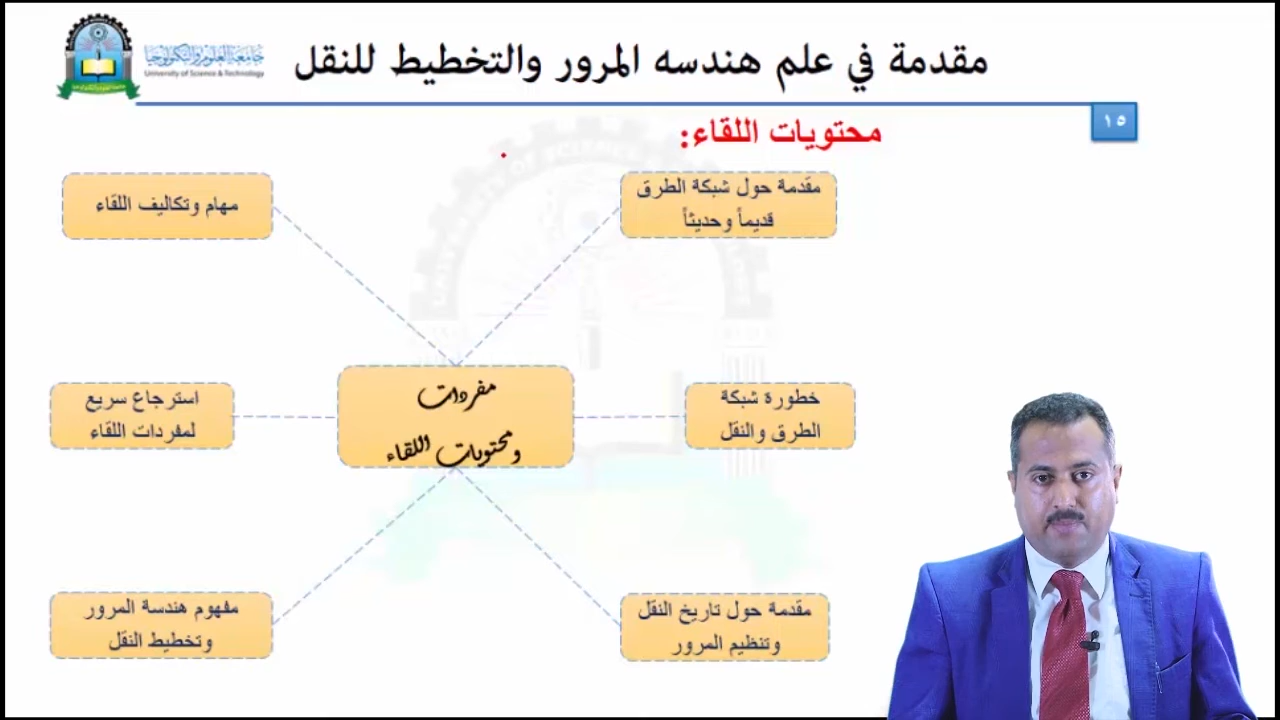 جامعة العلوم والتكنولوجيا
University of Science & Technology
مقدمة في علم هندسه المرور والتخطيط للنقل
١٥
محتويات اللقاء:
مقدمة حول شبكة الطرق
قديماً وحديثاً
مهام وتكاليف اللقاء
خطورة شبكة
الطرق والنقل
مفردات
ومحتويات اللقاء
استرجاع سريع
لمفردات اللقاء
مقدمة حول تاريخ النقل
وتنظيم المرور
مفهوم هندسة المرور
وتخطيط النقل